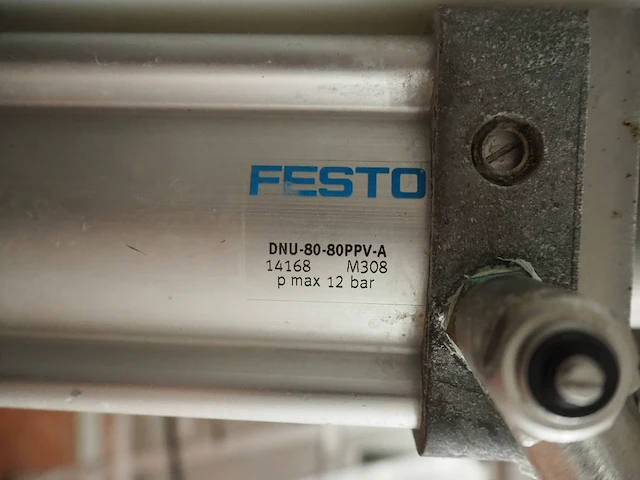 FESTO
DNU-80-80PPV-A
14168 M308
p max 12 bar